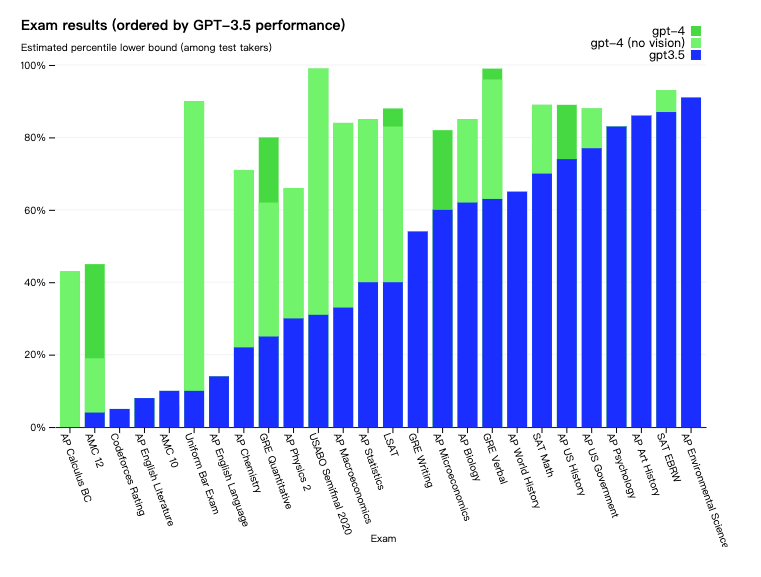 Exam results (ordered by GPT–3.5 performance)
Estimated percentile lower bound (among test takers)
gpt–4
gpt–4 (no vision)
gpt3.5
100%
80%
60%
40%
20%
0%
AP Calculus BC
AMC 12
Codeforces Rating
AP English Literature
AMC 10
Uniform Bar Exam
AP English Language
AP Chemistry
GRE Quantitative
AP Physics 2
USABO Semifinal 2020
AP Macroeconomics
AP Statistics
LSAT
GRE Writing
AP Microeconomics
AP Biology
GRE Verbal
AP World History
SAT Math
AP US History
AP US Government
AP Psychology
AP Art History
SAT EBRW
AP Environmental Science
Exam